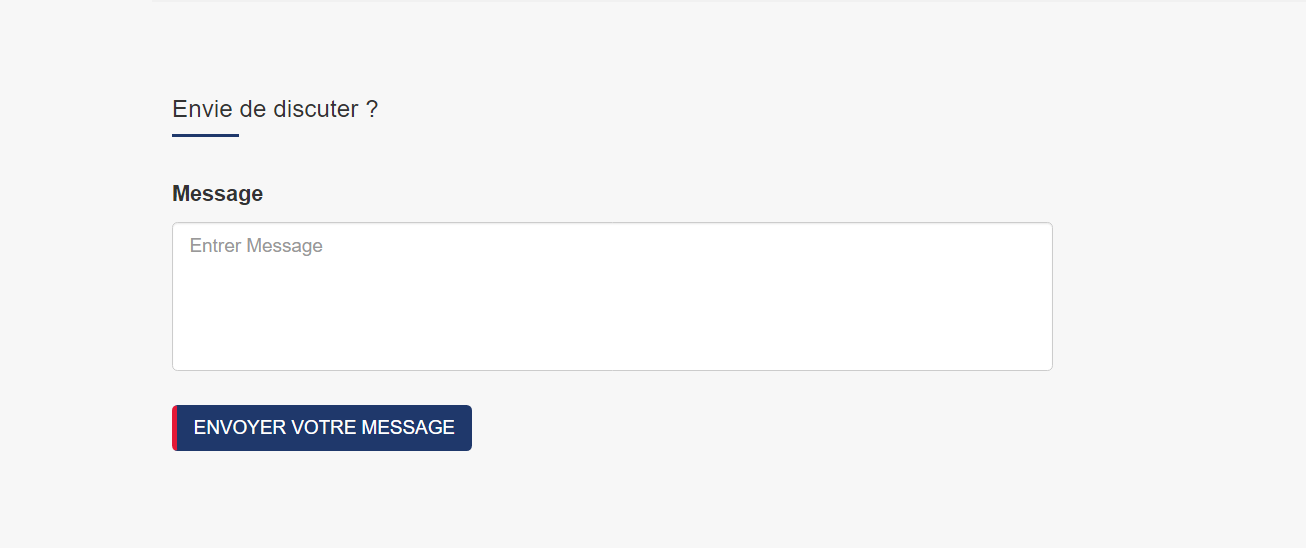 Envie de discuter ?
Message
Entrer Message
ENVOYER VOTRE MESSAGE